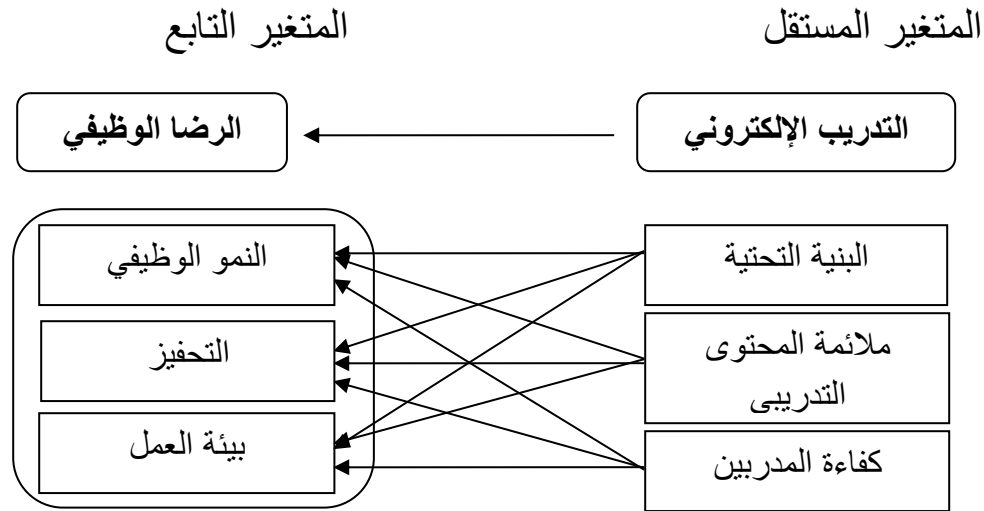 المتغير المستقل
المتغير التابع
التدريب الإلكتروني
الرضا الوظيفي
البنية التحتية
النمو الوظيفي
ملائمة المحتوى
التدريبى
التحفيز
كفاءة المدربين
بيئة العمل